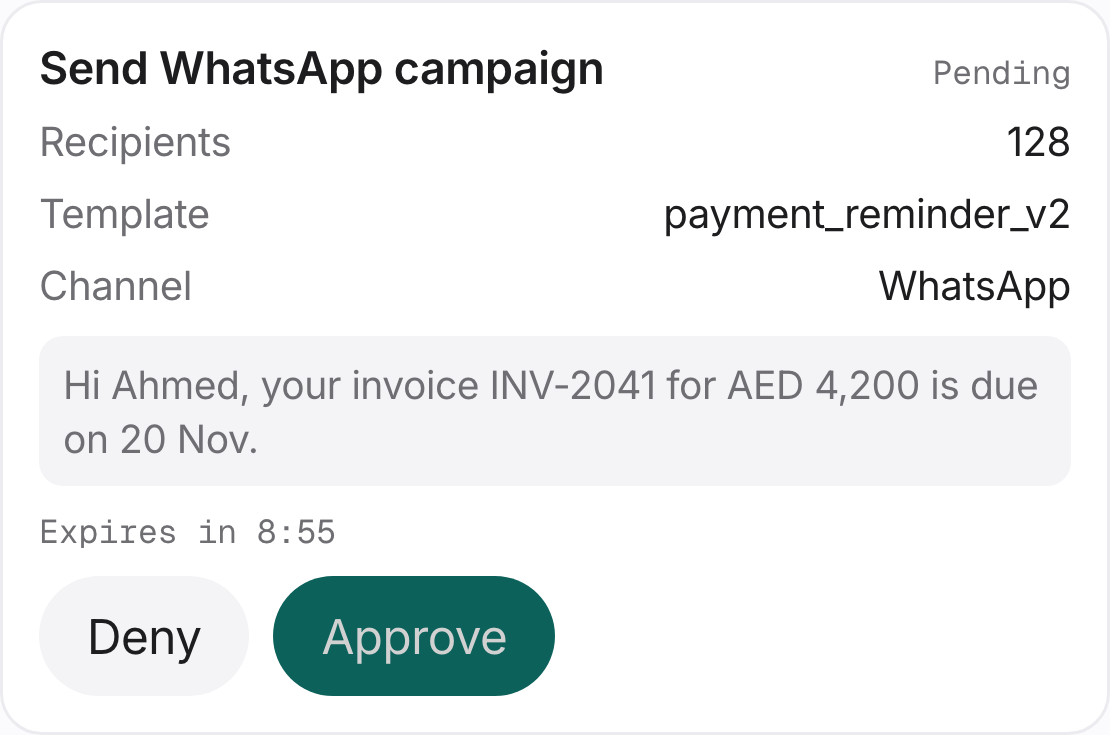 Send WhatsApp campaign
Pending
Recipients
128
Template
payment_reminder_v2
Channel
WhatsApp
Hi Ahmed, your invoice INV-2041 for AED 4,200 is due
on 20 Nov.
Expires in 8:55
Deny
Approve